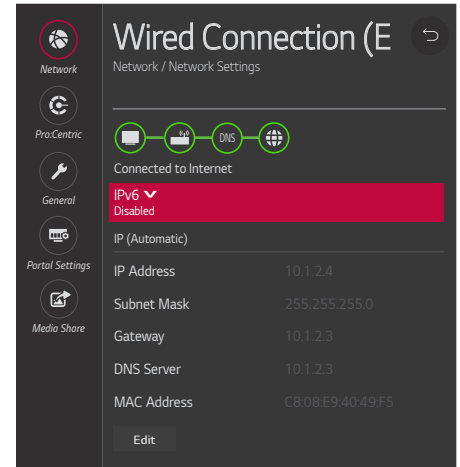 Wired Connection (E
Network / Network Settings
Network
Pro:Centric
General
Portal Settings
Media Share
DNS
Connected to Internet
IPv6
Disabled
IP (Automatic)
IP Address 10.1.2.4
Subnet Mask 255.255.255.0
Gateway 10.1.2.3
DNS Server 10.1.2.3
MAC Address C8:08:E9:40:49:F5
Edit